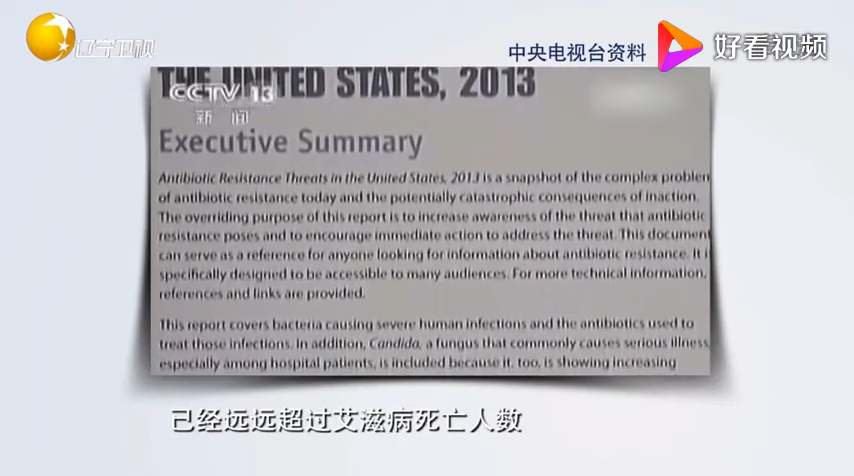 辽宁卫视
中央电视台资料
好看视频
THE UNITED STATES, 2013
CCTV 13
新闻
Executive Summary
Antibiotic Resistance Threats in the United States, 2013 is a snapshot of the complex problem
of antibiotic resistance today and the potentially catastrophic consequences of inaction.
The overriding purpose of this report is to increase awareness of the threat that antibiotic
resistance poses and to encourage immediate action to address the threat. This document
can serve as a reference for anyone looking for information about antibiotic resistance. It i
specifically designed to be accessible to many audiences. For more technical information,
references and links are provided.
This report covers bacteria causing severe human infections and the antibiotics used to
treat those infections. In addition, Candida, a fungus that commonly causes serious illness,
especially among hospital patients, is included because it, too, is showing increasing
已经远远超过艾滋病死亡人数